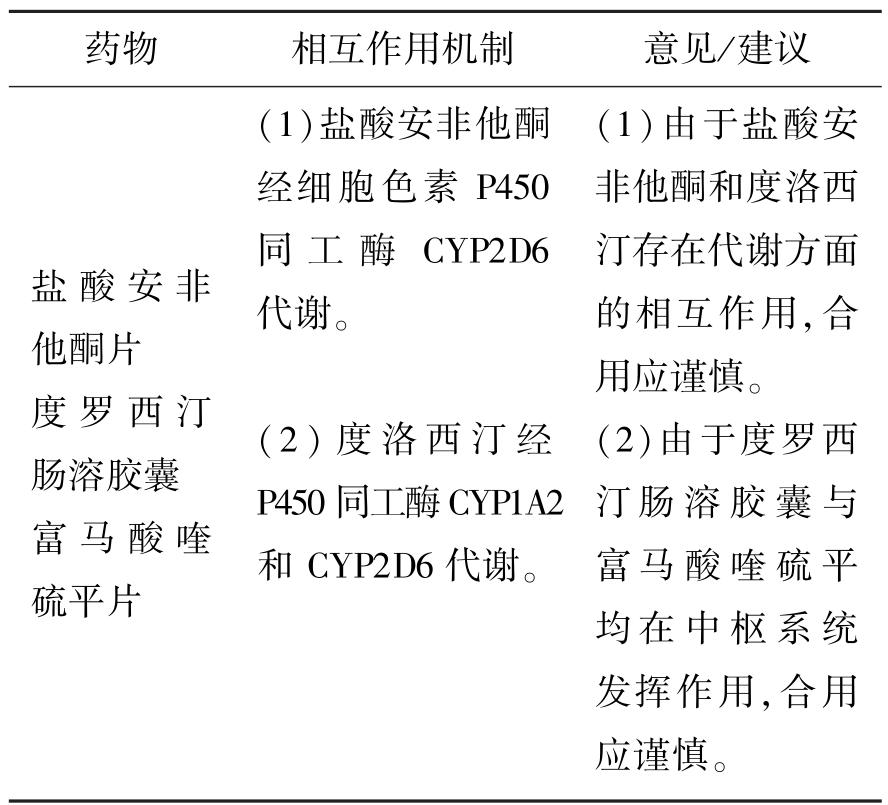 药物 相互作用机制 意见/建议
盐酸安非
他酮片
度罗西汀
肠溶胶囊
富马酸喹
硫平片
(1)盐酸安非他酮
经细胞色素 P450
同工酶 CYP2D6
代谢。
(2)度洛西汀经
P450 同工酶 CYP1A2
和 CYP2D6 代谢。
(1)由于盐酸安
非他酮和度洛西
汀存在代谢方面
的相互作用,合
用应谨慎。
(2)由于度罗西
汀肠溶胶囊与
富马酸喹硫平
均在中枢系统
发挥作用,合用
应谨慎。